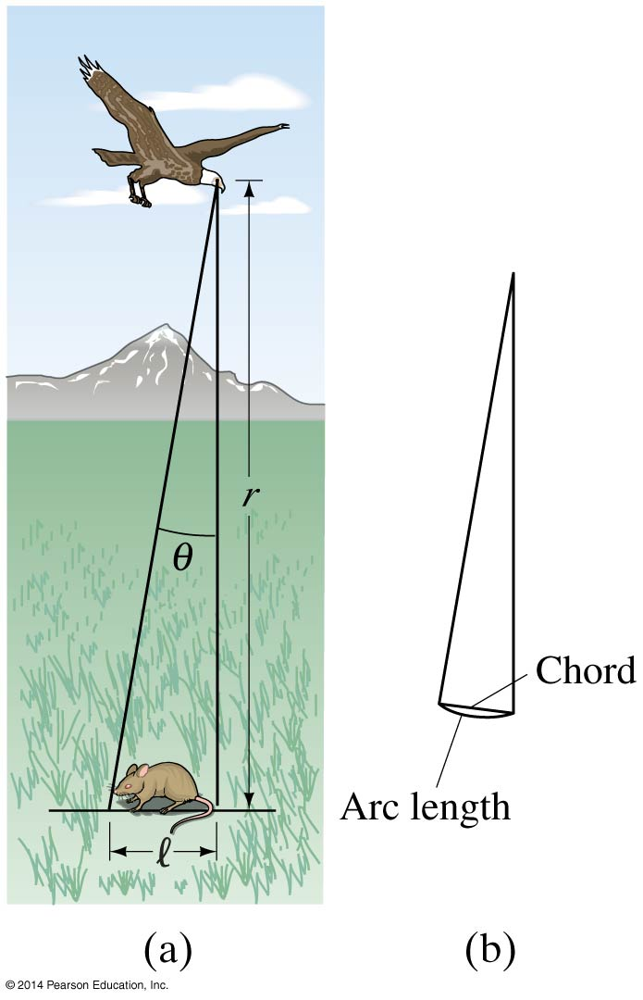 r
θ
Chord
Arc length
ℓ
(a)
(b)
© 2014 Pearson Education, Inc.